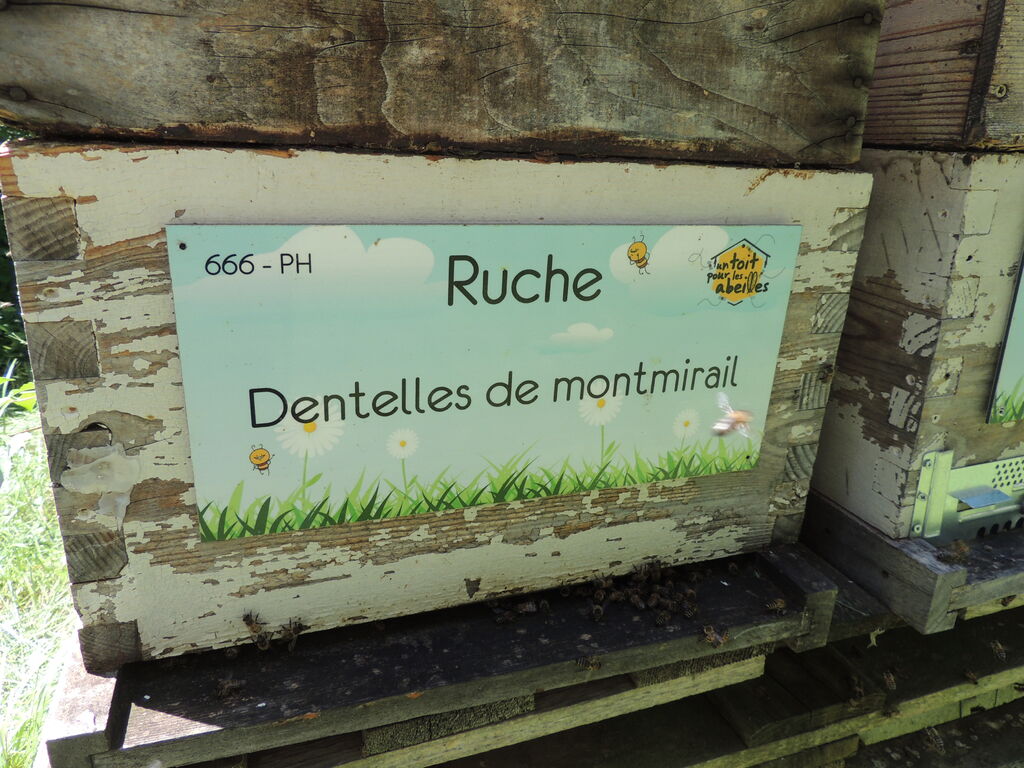 666 - PH
Ruche
un toit
pour les
abeilles
Dentelles de montmirail